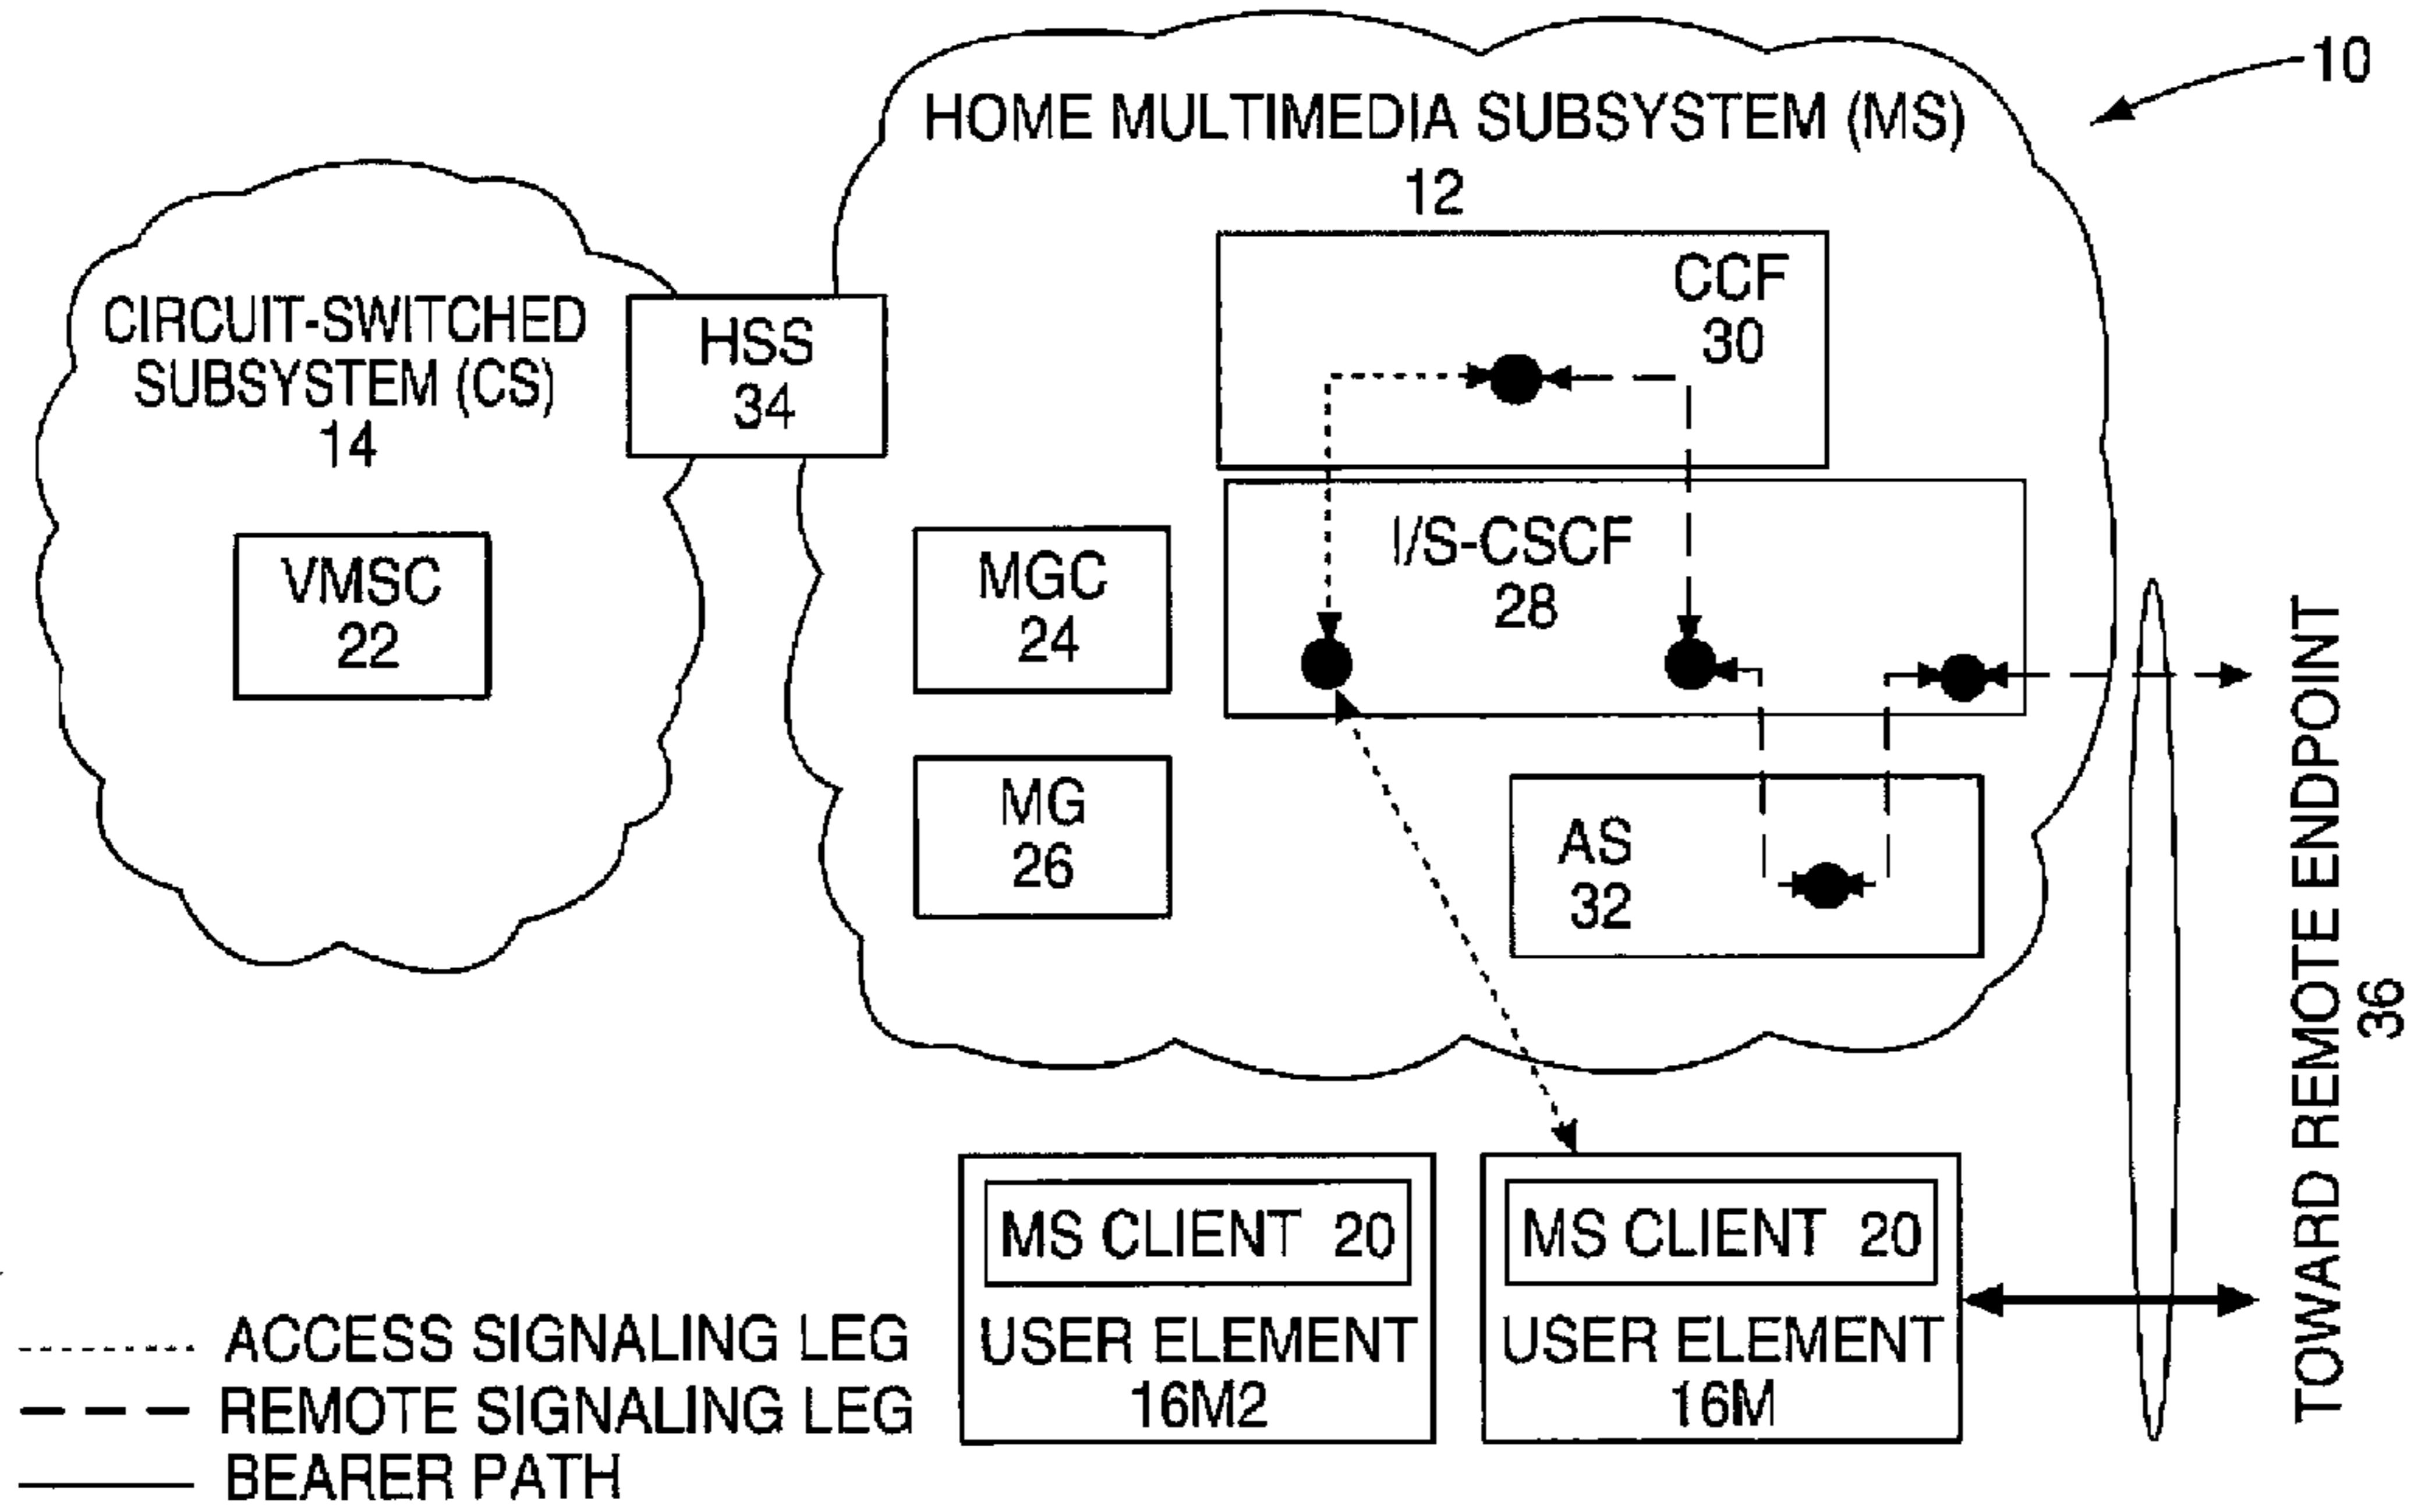 10
HOME MULTIMEDIA SUBSYSTEM (MS)
12
CIRCUIT-SWITCHED
SUBSYSTEM (CS)
14
HSS
34
CCF
30
VMSC
22
MGC
24
I/S-CSCF
28
MG
26
AS
32
TOWARD REMOTE ENDPOINT
36
MS CLIENT 20
USER ELEMENT
16M2
MS CLIENT 20
USER ELEMENT
16M
ACCESS SIGNALING LEG
REMOTE SIGNALING LEG
BEARER PATH